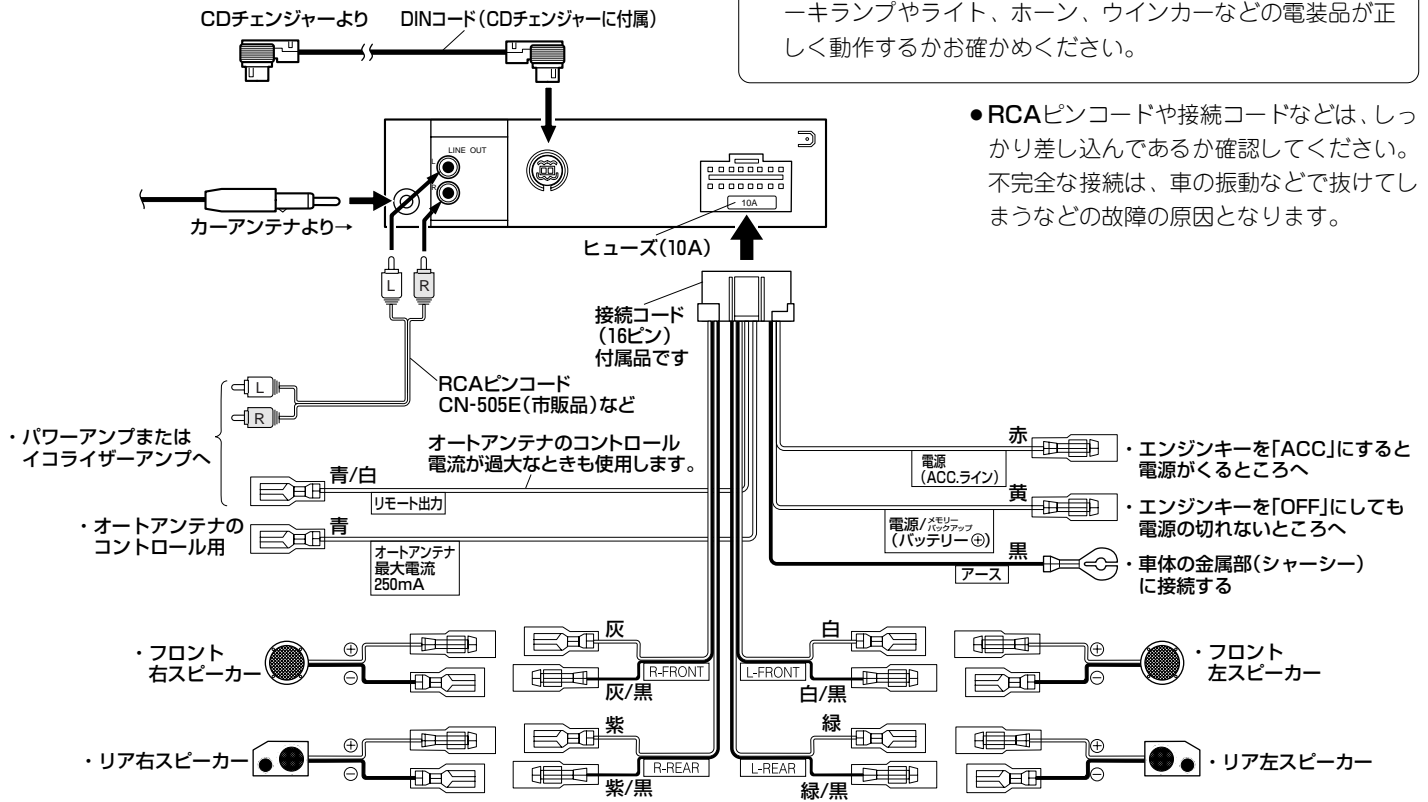 CDチェンジャーより
DINコード(CDチェンジャーに付属)
ーキランプやライト、ホーン、ウインカーなどの電装品が正
しく動作するかお確かめください。
●RCAピンコードや接続コードなどは、しっ
かり差し込んであるか確認してください。
不完全な接続は、車の振動などで抜けてし
まうなどの故障の原因となります。
LINE OUT
L
R
10A
カーアンテナより→
ヒューズ(10A)
L
R
接続コード
(16ピン)
付属品です
RCAピンコード
CN-505E(市販品)など
L
R
・パワーアンプまたは
イコライザーアンプへ
オートアンテナのコントロール
電流が過大なときも使用します。
青/白
リモート出力
・オートアンテナの
コントロール用
青
オートアンテナ
最大電流
250mA
赤
電源
(ACC.ライン)
・エンジンキーを「ACC」にすると
電源がくるところへ
黄
電源/メモリーバックアップ
(バッテリー⊕)
・エンジンキーを「OFF」にしても
電源の切れないところへ
黒
アース
・車体の金属部(シャーシー)
に接続する
・フロント
右スピーカー
⊕
⊖
灰
R-FRONT
灰/黒
白
L-FRONT
白/黒
⊕
⊖
・フロント
左スピーカー
・リア右スピーカー
⊕
⊖
紫
R-REAR
紫/黒
緑
L-REAR
緑/黒
⊕
⊖
・リア左スピーカー